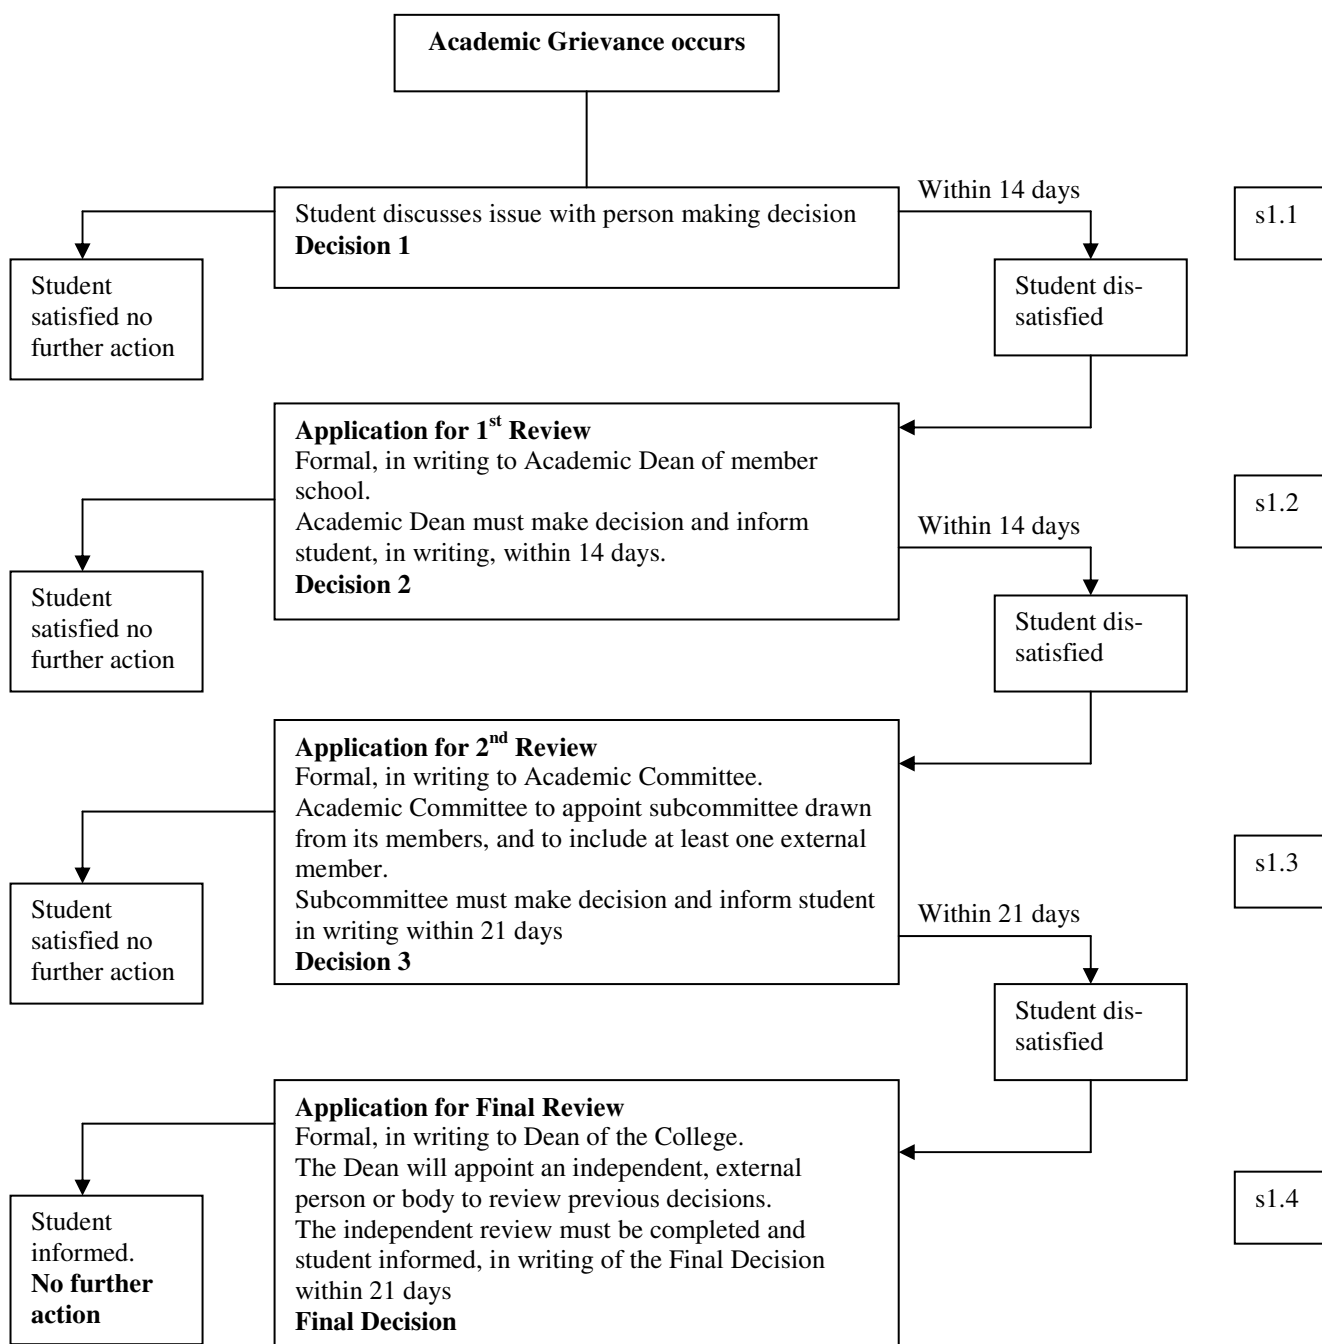 Academic Grievance occurs
Within 14 days
s1.1
Student discusses issue with person making decision
Decision 1
Student
satisfied no
further action
Student dis-
satisfied
Application for 1st Review
Formal, in writing to Academic Dean of member
school.
Academic Dean must make decision and inform
student, in writing, within 14 days.
Decision 2
s1.2
Within 14 days
Student
satisfied no
further action
Student dis-
satisfied
Application for 2nd Review
Formal, in writing to Academic Committee.
Academic Committee to appoint subcommittee drawn
from its members, and to include at least one external
member.
Subcommittee must make decision and inform student
in writing within 21 days
Decision 3
s1.3
Within 21 days
Student
satisfied no
further action
Student dis-
satisfied
Application for Final Review
Formal, in writing to Dean of the College.
The Dean will appoint an independent, external
person or body to review previous decisions.
The independent review must be completed and
student informed, in writing of the Final Decision
within 21 days
Final Decision
s1.4
Student
informed.
No further
action